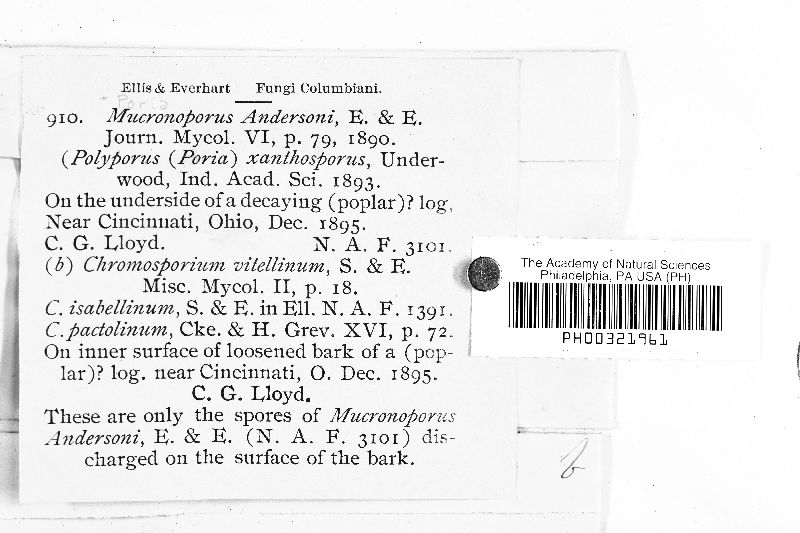 Ellis & Everhart Fungi Columbiani.
Poria
910. Mucronoporus Andersoni, E. & E.
Journ. Mycol. VI, p. 79, 1890.
(Polyporus (Poria) xanthosporus, Under-
wood, Ind. Acad. Sci. 1893.
On the underside of a decaying (poplar)? log,
Near Cincinnati, Ohio, Dec. 1895.
C. G. Lloyd. N. A. F. 3101.
(b) Chromosporium vitellinum, S. & E.
Misc. Mycol. II, p. 18.
C. isabellinum, S. & E. in Ell. N. A. F. 1391.
C. pactolinum, Cke. & H. Grev. XVI, p. 72.
On inner surface of loosened bark of a (pop-
lar)? log. near Cincinnati, O. Dec. 1895.
C. G. Lloyd.
These are only the spores of Mucronoporus
Andersoni, E. & E. (N. A. F. 3101) dis-
charged on the surface of the bark.
The Academy of Natural Sciences
Philadelphia, PA USA (PH)
PH00321961
b